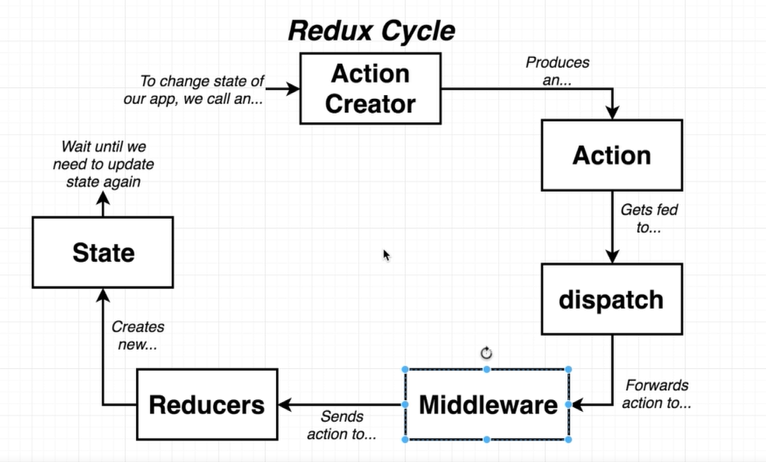 Redux Cycle
To change state of
our app, we call an...
Action
Creator
Produces
an...
Action
Gets fed
to...
dispatch
Forwards
action to...
Middleware
Sends
action to...
Reducers
Creates
new...
State
Wait until we
need to update
state again